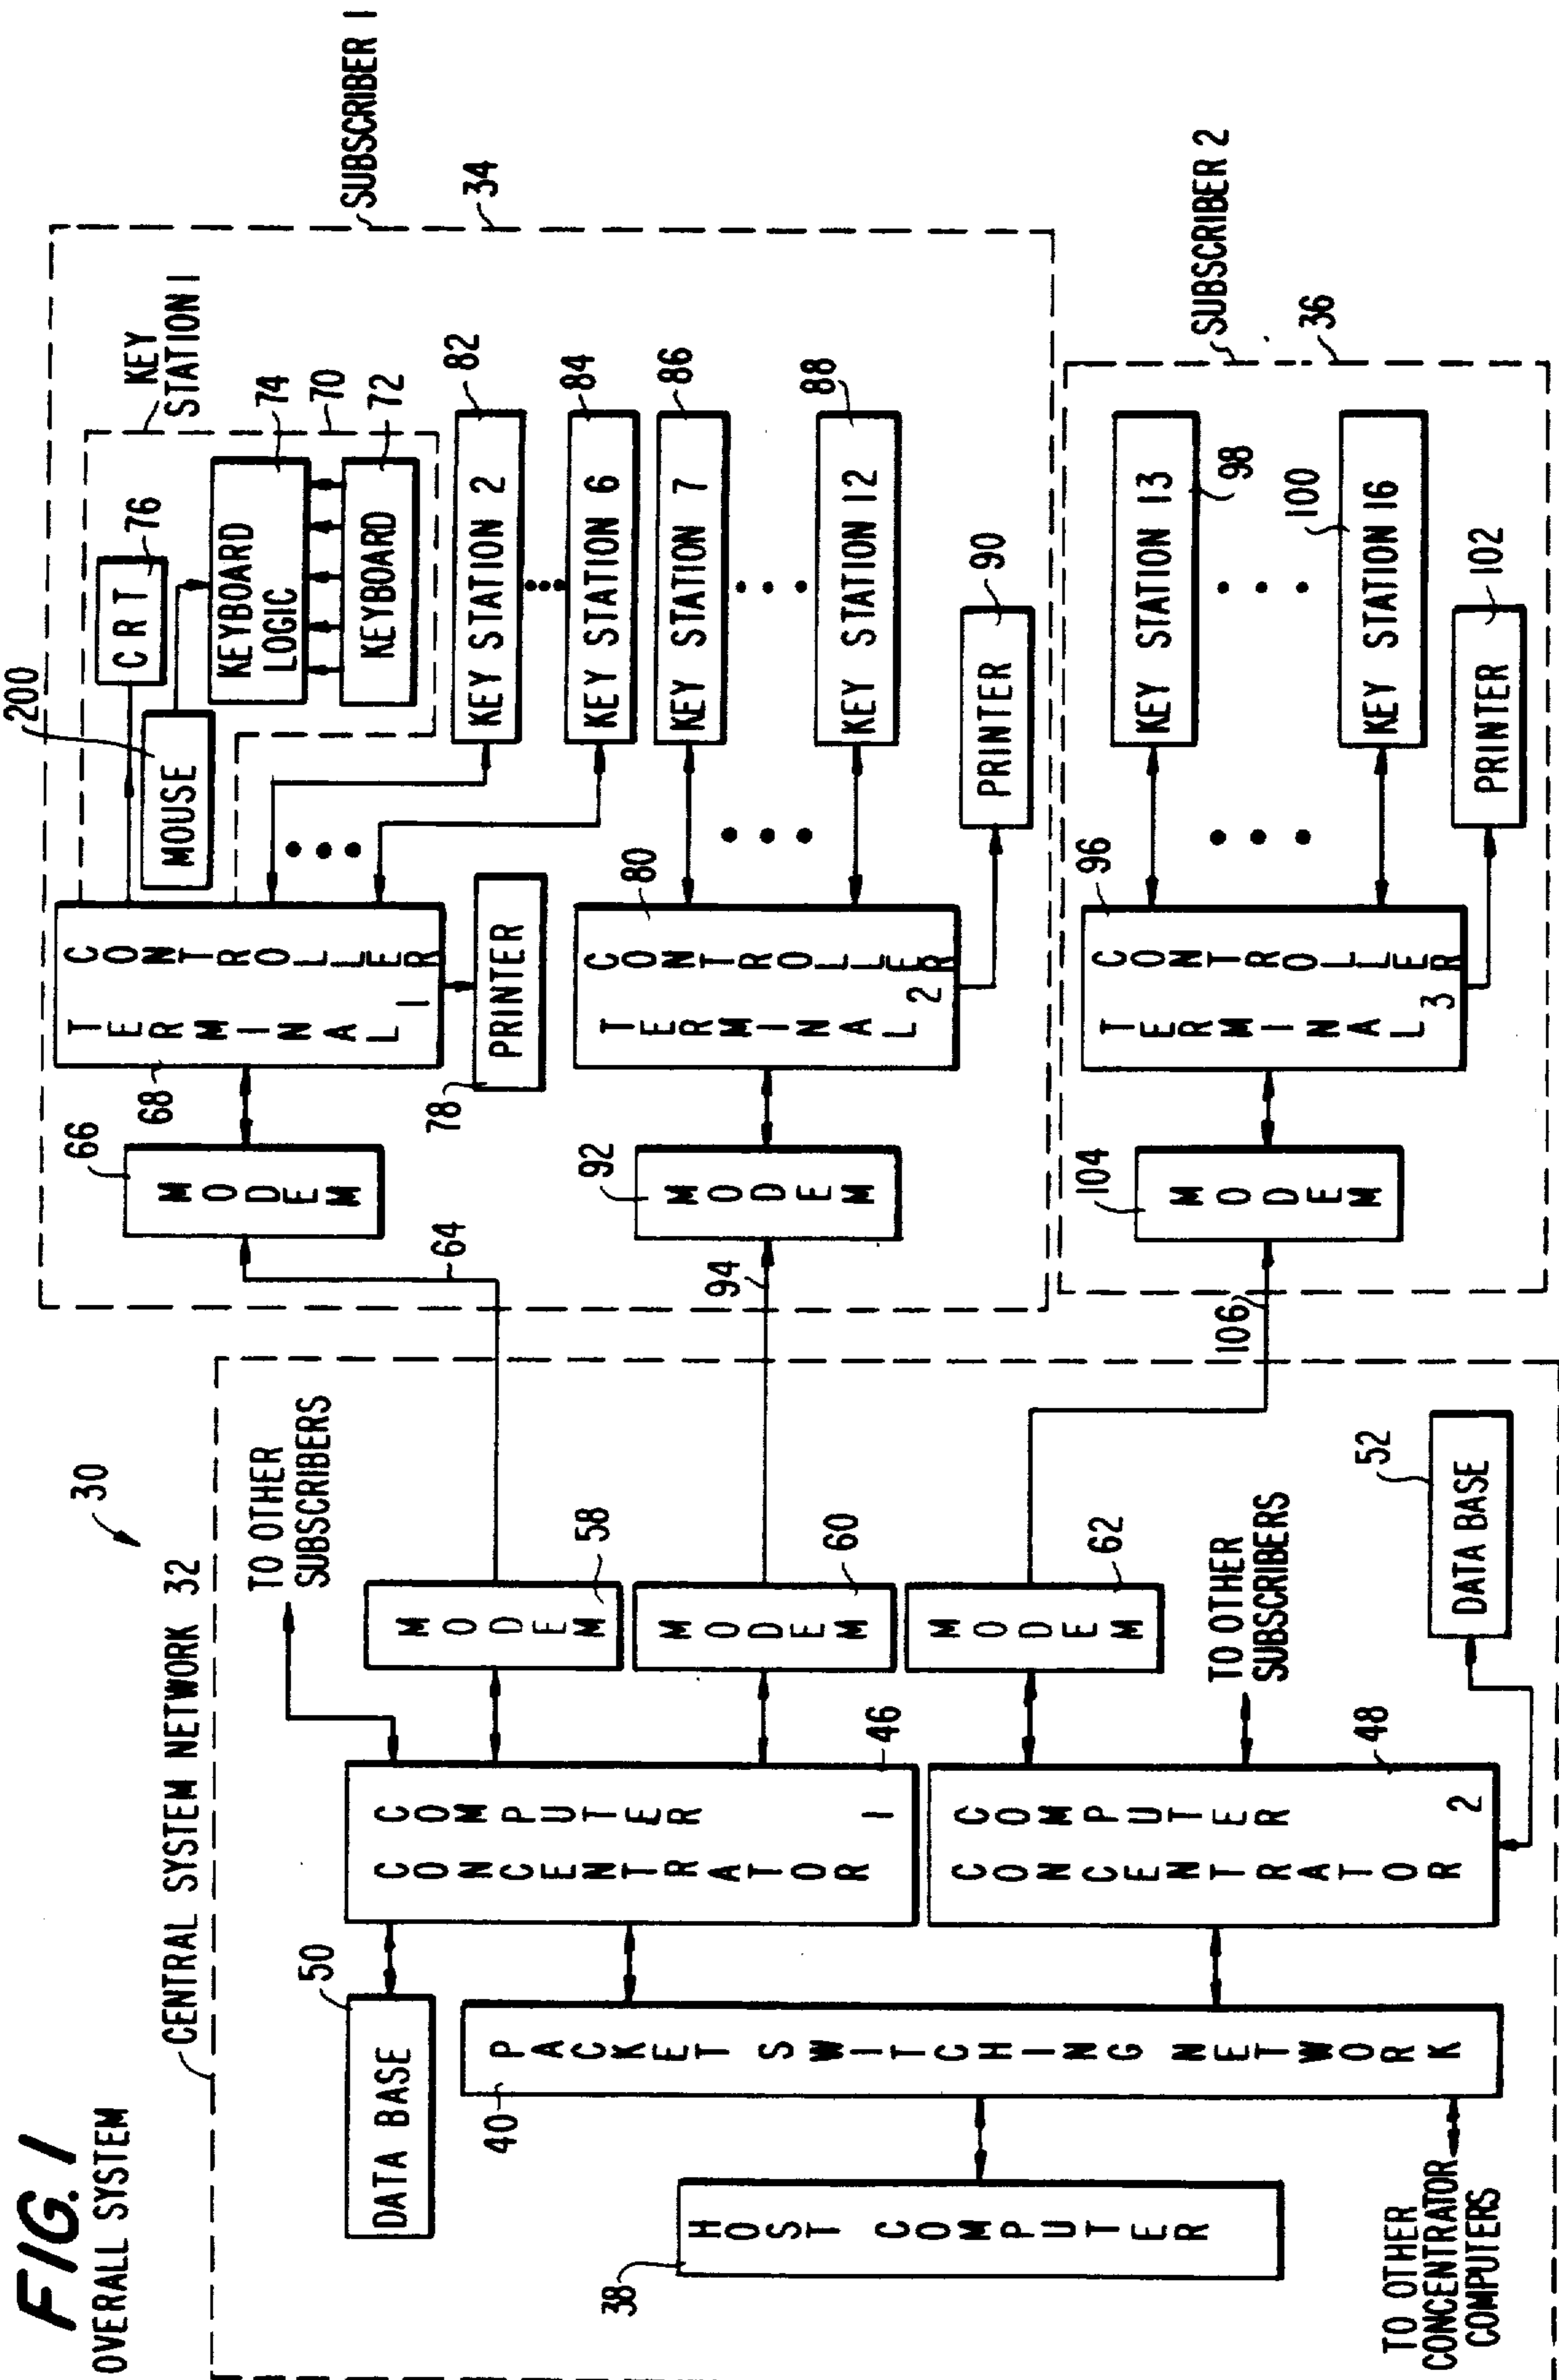 FIG. 1
OVERALL SYSTEM
CENTRAL SYSTEM NETWORK 32
30
DATA BASE
50
HOST COMPUTER
38
PACKET SWITCHING NETWORK
40
TO OTHER
CONCENTRATOR
COMPUTERS
CONCENTRATOR
COMPUTER
1
46
CONCENTRATOR
COMPUTER
2
48
TO OTHER
SUBSCRIBERS
MODEM
58
MODEM
60
MODEM
62
TO OTHER
SUBSCRIBERS
DATA BASE
52
64
94
106
SUBSCRIBER 1
34
MODEM
66
TERMINAL
CONTROLLER
1
68
PRINTER
78
MOUSE
200
KEY
STATION 1
CRT
76
KEYBOARD
LOGIC
74
70
KEYBOARD
72
KEY STATION 2
82
KEY STATION 6
84
MODEM
92
TERMINAL
CONTROLLER
2
80
KEY STATION 7
86
KEY STATION 12
88
PRINTER
90
SUBSCRIBER 2
36
MODEM
104
TERMINAL
CONTROLLER
3
96
KEY STATION 13
98
KEY STATION 16
100
PRINTER
102